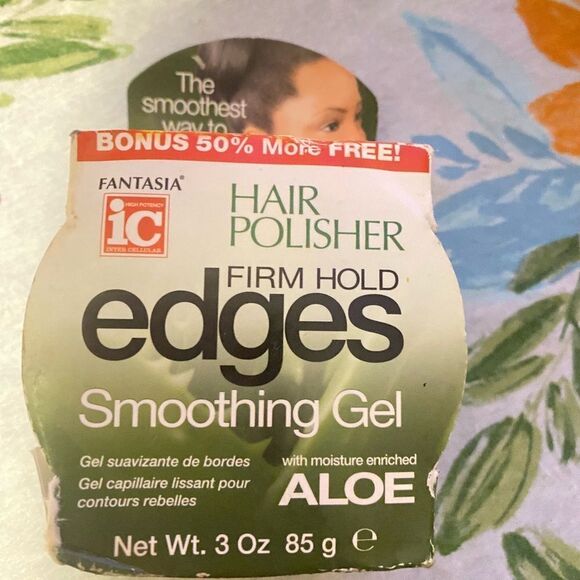 The
smoothest
way to
BONUS 50% More FREE!
FANTASIA®
HIGH POTENCY
iC
INTER CELLULAR
HAIR
POLISHER
FIRM HOLD
edges
Smoothing Gel
Gel suavizante de bordes
Gel capillaire lissant pour
contours rebelles
with moisture enriched
ALOE
Net Wt. 3 Oz 85 g ℮